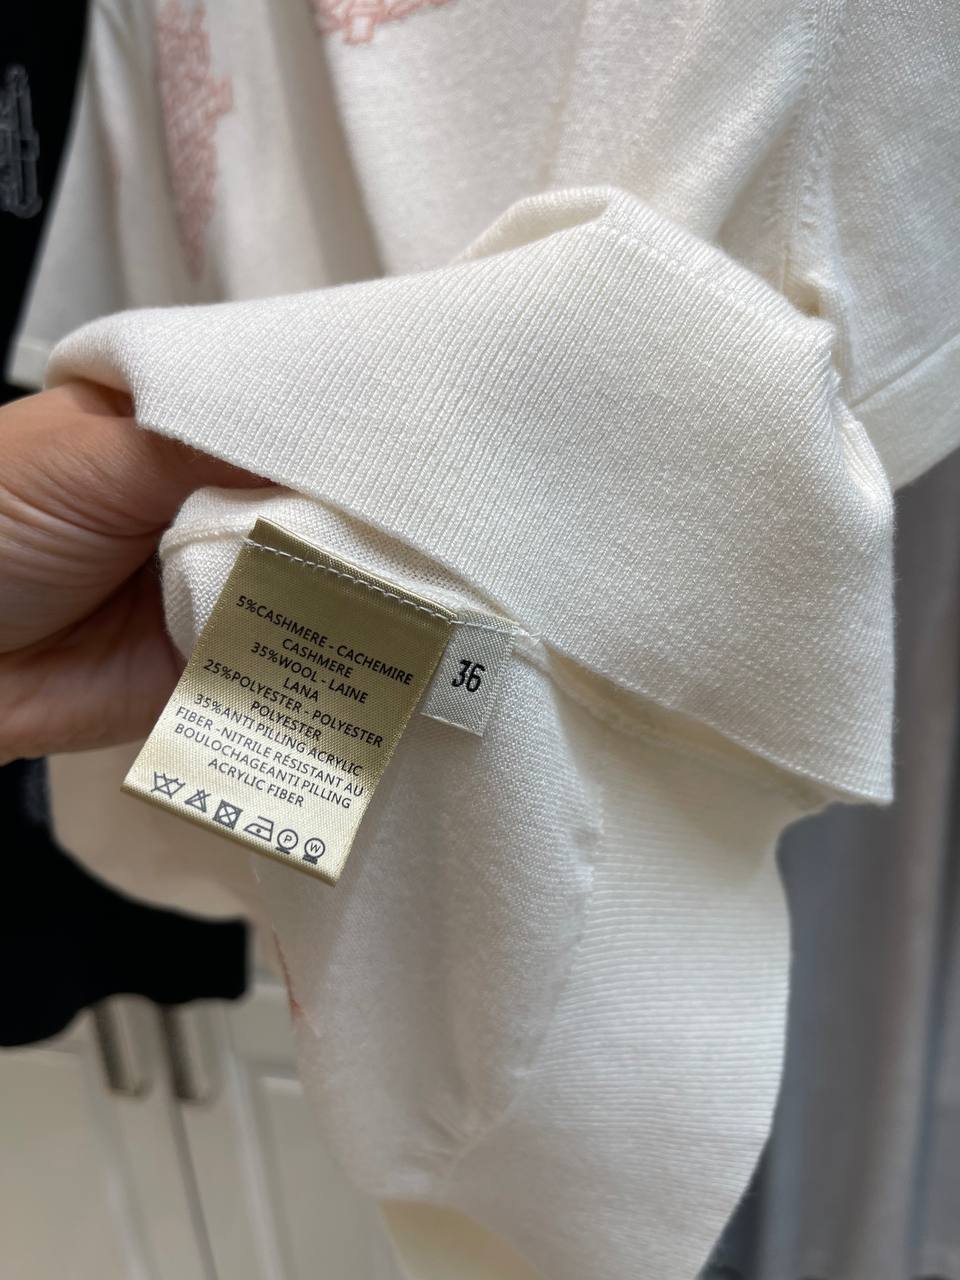 5%CASHMERE - CACHEMIRE
CASHMERE
35%WOOL - LAINE
LANA
25%POLYESTER - POLYESTER
POLYESTER
35%ANTI PILLING ACRYLIC
FIBER -NITRILE RÉSISTANT AU
BOULOCHAGEANTI PILLING
ACRYLIC FIBER
P W
36